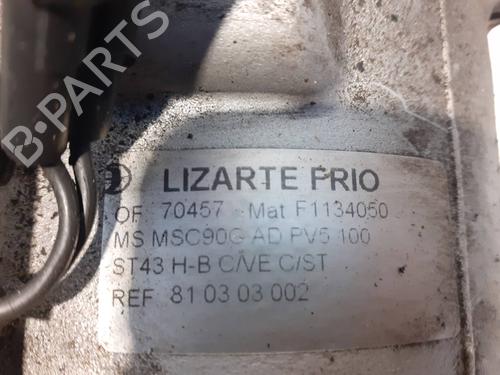 B-PARTS
LIZARTE FRIO
OF 70457 Mat F1134050
MS MSC90C AD PV5 100
ST43 H-B C/VE C/ST
REF 81 03 03 002